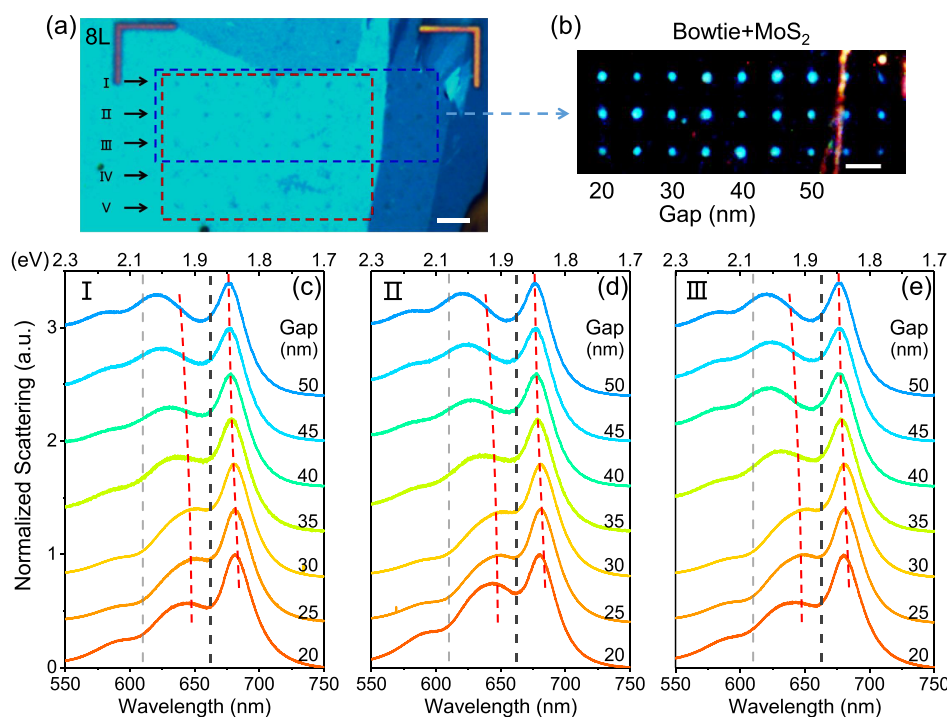 (a)
8L
I
II
III
IV
V
(b)
Bowtie+MoS₂
20 30 40 50
Gap (nm)
(eV) 2.3 2.1 1.9 1.8 1.7
2.3 2.1 1.9 1.8 1.7
2.3 2.1 1.9 1.8 1.7
Normalized Scattering (a.u.)
3
2
1
0
I
(c)
Gap
(nm)
50
45
40
35
30
25
20
550 600 650 700 750
Wavelength (nm)
II
(d)
Gap
(nm)
50
45
40
35
30
25
20
550 600 650 700 750
Wavelength (nm)
III
(e)
Gap
(nm)
50
45
40
35
30
25
20
550 600 650 700 750
Wavelength (nm)